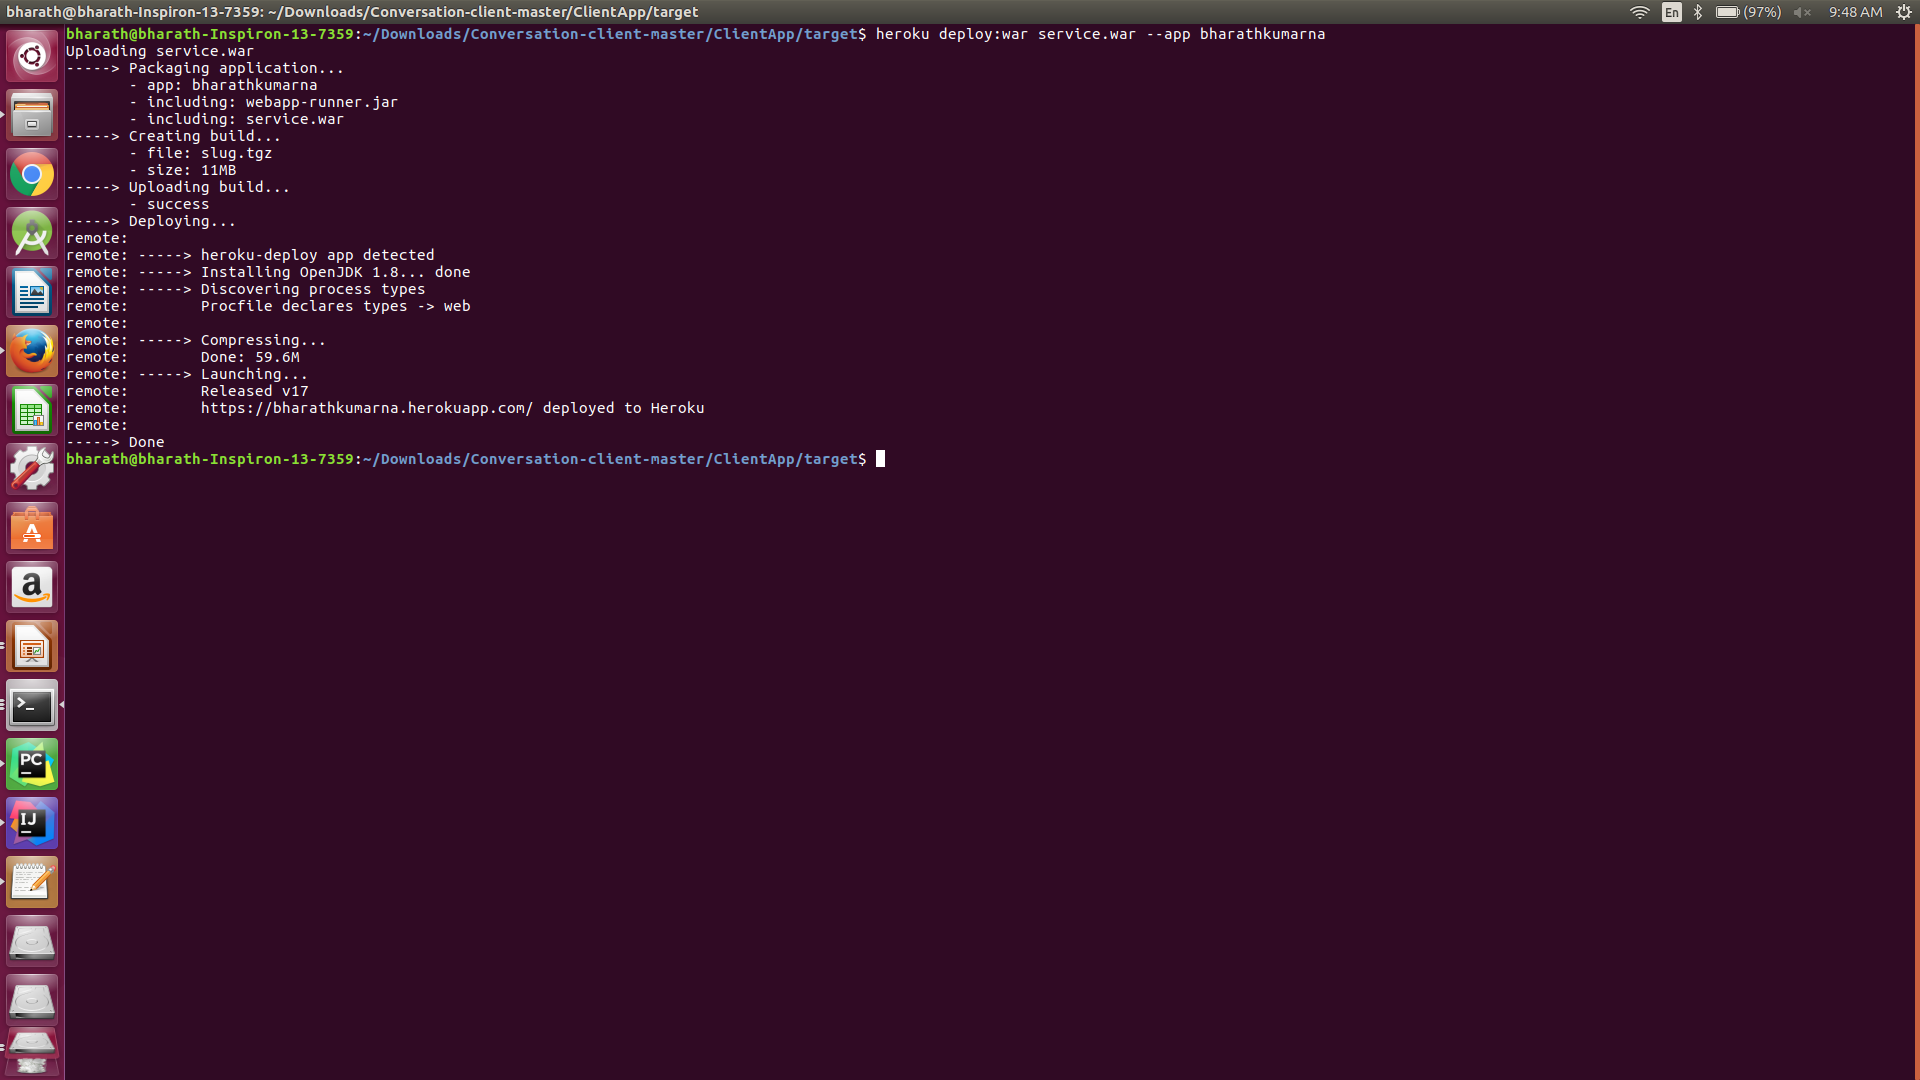 bharath@bharath-Inspiron-13-7359: ~/Downloads/Conversation-client-master/ClientApp/target
En
(97%)
9:48 AM
bharath@bharath-Inspiron-13-7359:~/Downloads/Conversation-client-master/ClientApp/target$ heroku deploy:war service.war --app bharathkumarna
Uploading service.war
-----> Packaging application...
       - app: bharathkumarna
       - including: webapp-runner.jar
       - including: service.war
-----> Creating build...
       - file: slug.tgz
       - size: 11MB
-----> Uploading build...
       - success
-----> Deploying...
remote:
remote: -----> heroku-deploy app detected
remote: -----> Installing OpenJDK 1.8... done
remote: -----> Discovering process types
remote:        Procfile declares types -> web
remote:
remote: -----> Compressing...
remote:        Done: 59.6M
remote: -----> Launching...
remote:        Released v17
remote:        https://bharathkumarna.herokuapp.com/ deployed to Heroku
remote:
-----> Done
bharath@bharath-Inspiron-13-7359:~/Downloads/Conversation-client-master/ClientApp/target$
A
a
>_
PC
IJ